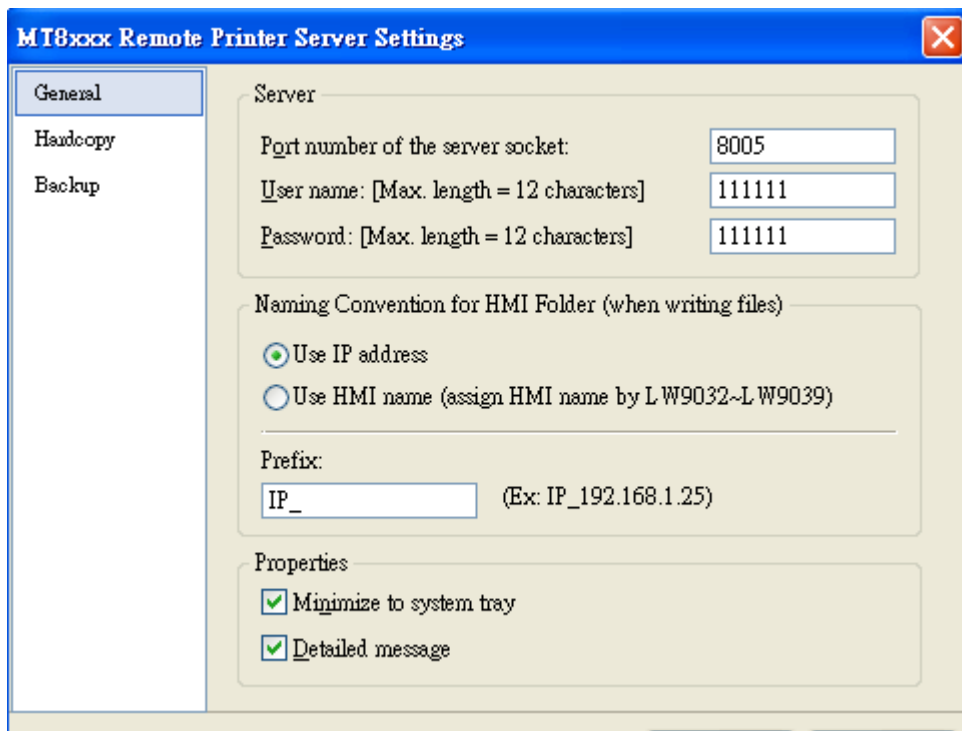 MT8xxx Remote Printer Server Settings
General
Hardcopy
Backup
Server
Port number of the server socket:
8005
User name: [Max. length = 12 characters]
111111
Password: [Max. length = 12 characters]
111111
Naming Convention for HMI Folder (when writing files)
Use IP address
Use HMI name (assign HMI name by LW9032~LW9039)
Prefix:
IP_
(Ex: IP_192.168.1.25)
Properties
Minimize to system tray
Detailed message